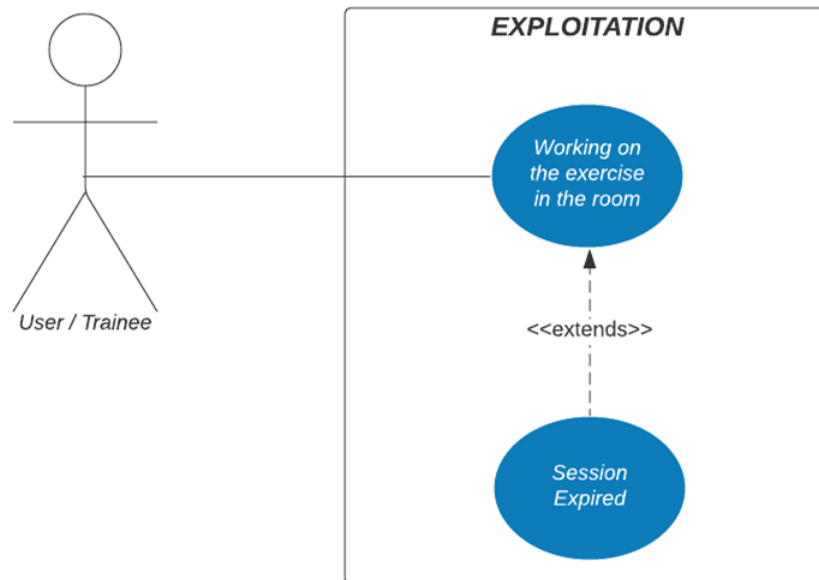 EXPLOITATION
Working on
the exercise
in the room
User / Trainee
<<extends>>
Session
Expired